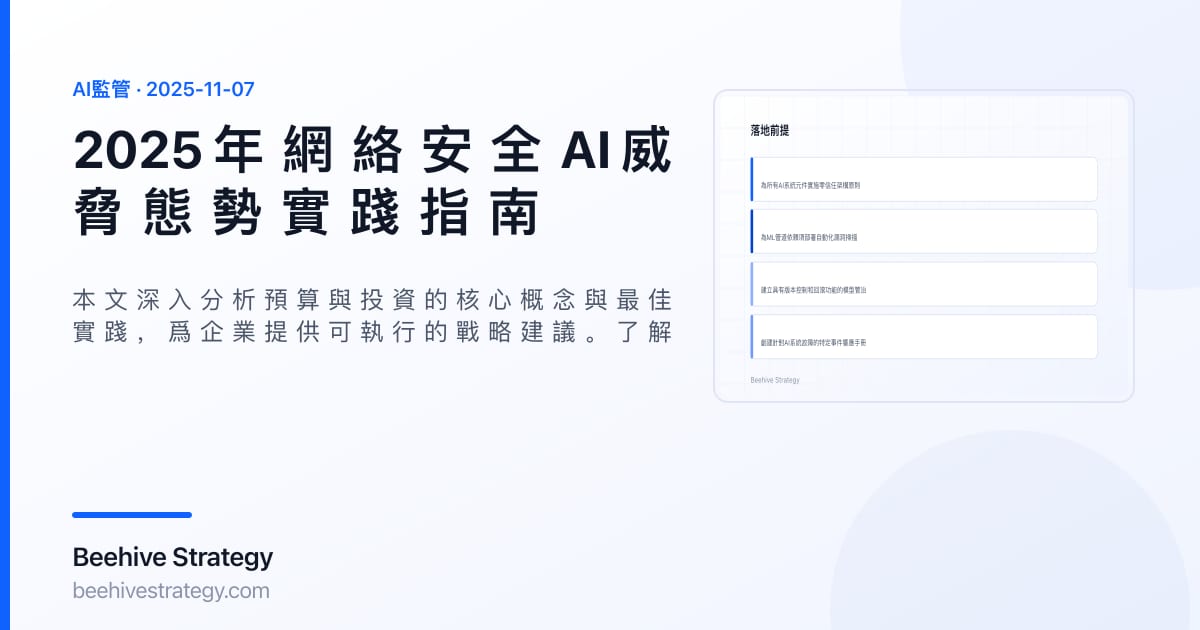 AI監管 · 2025-11-07
2025年網絡安全AI威
脅態勢實踐指南
本文深入分析預算與投資的核心概念與最佳
實踐，爲企業提供可執行的戰略建議。了解
落地前提
為所有AI系統元件實施零信任架構原則
為ML管道依賴項部署自動化漏洞掃描
建立具有版本控制和回滾功能的模型管治
創建針對AI系統故障的特定事件響應手冊
Beehive Strategy
Beehive Strategy
beehivestrategy.com